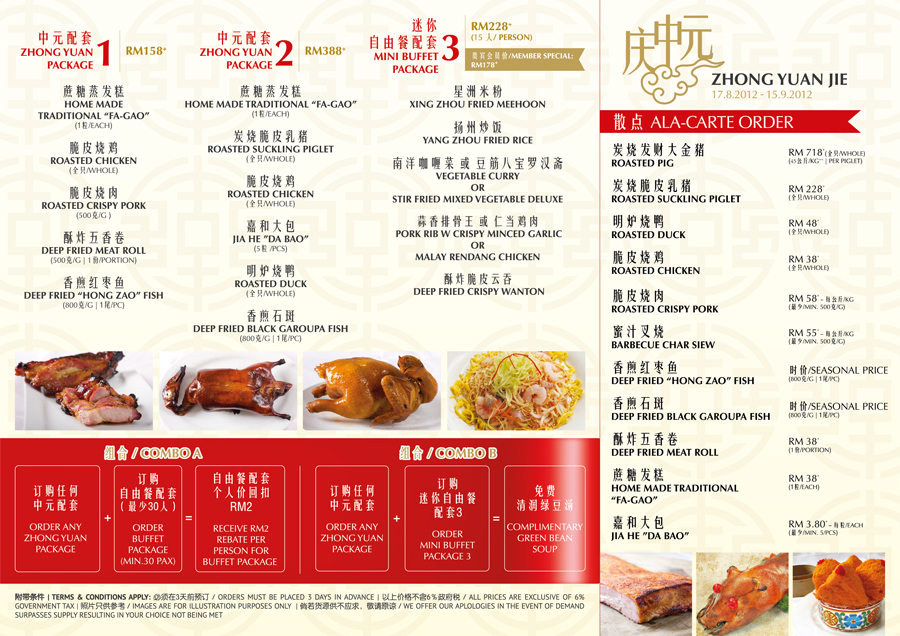 中元配套
ZHONG YUAN
PACKAGE
1
RM158+
蔗糖蒸发糕
HOME MADE
TRADITIONAL “FA-GAO”
(1粒/EACH)
脆皮烧鸡
ROASTED CHICKEN
(全只/WHOLE)
脆皮烧肉
ROASTED CRISPY PORK
(500克/G )
酥炸五香卷
DEEP FRIED MEAT ROLL
(500克/G | 1份/PORTION)
香煎红枣鱼
DEEP FRIED “HONG ZAO” FISH
(800克/G | 1尾/PC)
中元配套
ZHONG YUAN
PACKAGE
2
RM388+
蔗糖蒸发糕
HOME MADE TRADITIONAL “FA-GAO”
(1粒/EACH)
炭烧脆皮乳猪
ROASTED SUCKLING PIGLET
(全只/WHOLE)
脆皮烧鸡
ROASTED CHICKEN
(全只/WHOLE)
嘉和大包
JIA HE "DA BAO”
(5粒 /PCS)
明炉烧鸭
ROASTED DUCK
(全只/WHOLE)
香煎石斑
DEEP FRIED BLACK GAROUPA FISH
(800克/G | 1尾/PC)
迷你
自由餐配套
MINI BUFFET
PACKAGE
3
RM228+
(15 人/ PERSON)
贵宾会员价/MEMBER SPECIAL:
RM178+
星洲米粉
XING ZHOU FRIED MEEHOON
扬州炒饭
YANG ZHOU FRIED RICE
南洋咖喱菜 或 豆筋八宝罗汉斋
VEGETABLE CURRY
OR
STIR FRIED MIXED VEGETABLE DELUXE
蒜香排骨王 或 仁当鸡肉
PORK RIB W CRISPY MINCED GARLIC
OR
MALAY RENDANG CHICKEN
酥炸脆皮云吞
DEEP FRIED CRISPY WANTON
组合 / COMBO A
订购任何
中元配套
ORDER ANY
ZHONG YUAN
PACKAGE
+
订购
自由餐配套
( 最少30人 )
ORDER
BUFFET
PACKAGE
(MIN.30 PAX)
=
自由餐配套
个人价回扣
RM2
RECEIVE RM2
REBATE PER
PERSON FOR
BUFFET PACKAGE
组合 / COMBO B
订购任何
中元配套
ORDER ANY
ZHONG YUAN
PACKAGE
+
订购
迷你自由餐
配套3
ORDER
MINI BUFFET
PACKAGE 3
=
免费
清润绿豆汤
COMPLIMENTARY
GREEN BEAN
SOUP
附带条件 | TERMS & CONDITIONS APPLY: 必须在3天前预订 / ORDERS MUST BE PLACED 3 DAYS IN ADVANCE | 以上价格不含6%政府税 / ALL PRICES ARE EXCLUSIVE OF 6%
GOVERNMENT TAX | 照片只供参考 / IMAGES ARE FOR ILLUSTRATION PURPOSES ONLY | 倘若货源供不应求、敬请原谅 / WE OFFER OUR APLOLOGIES IN THE EVENT OF DEMAND
SURPASSES SUPPLY RESULTING IN YOUR CHOICE NOT BEING MET
庆中元
ZHONG YUAN JIE
17.8.2012 - 15.9.2012
散点 ALA-CARTE ORDER
炭烧发财大金猪 RM 718+(全只/WHOLE)
ROASTED PIG (41公斤/KG++ | PER PIGLET)
炭烧脆皮乳猪 RM 228+
ROASTED SUCKLING PIGLET (全只/WHOLE)
明炉烧鸭 RM 48+
ROASTED DUCK (全只/WHOLE)
脆皮烧鸡 RM 38+
ROASTED CHICKEN (全只/WHOLE)
脆皮烧肉 RM 58+ – 每公斤/KG
ROASTED CRISPY PORK (最少/MIN. 500克/G)
蜜汁叉烧 RM 55+ – 每公斤/KG
BARBECUE CHAR SIEW (最少/MIN. 500克/G)
香煎红枣鱼 时价/SEASONAL PRICE
DEEP FRIED “HONG ZAO” FISH (800克/G | 1尾/PC)
香煎石斑 时价/SEASONAL PRICE
DEEP FRIED BLACK GAROUPA FISH (800克/G | 1尾/PC)
酥炸五香卷 RM 38+
DEEP FRIED MEAT ROLL (1份/PORTION)
蔗糖发糕 RM 38+
HOME MADE TRADITIONAL (1粒/EACH)
“FA-GAO”
嘉和大包 RM 3.80+ – 每粒/EACH
JIA HE ”DA BAO” (最少/MIN. 5/PCS)